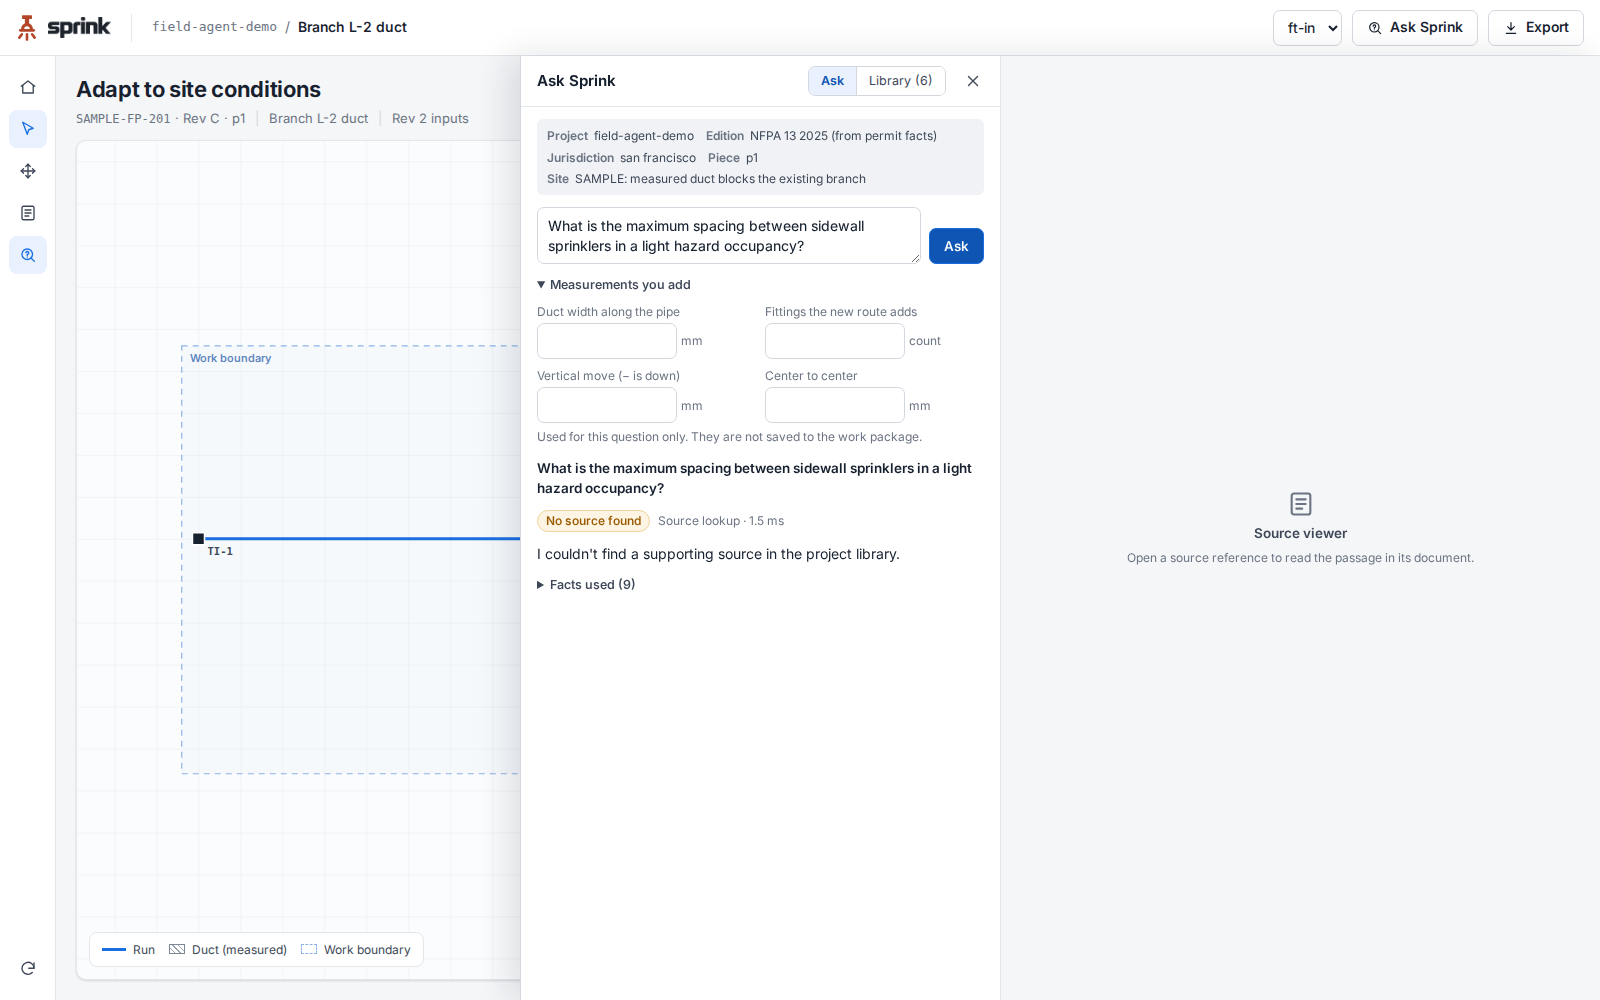 sprink
field-agent-demo / Branch L-2 duct
ft-in
Ask Sprink
Export
Adapt to site conditions
SAMPLE-FP-201 · Rev C · p1 | Branch L-2 duct | Rev 2 inputs
Work boundary
TI-1
Run
Duct (measured)
Work boundary
Ask Sprink
Ask
Library (6)
Project field-agent-demo Edition NFPA 13 2025 (from permit facts)
Jurisdiction san francisco Piece p1
Site SAMPLE: measured duct blocks the existing branch
What is the maximum spacing between sidewall
sprinklers in a light hazard occupancy?
Ask
Measurements you add
Duct width along the pipe
mm
Fittings the new route adds
count
Vertical move (− is down)
mm
Center to center
mm
Used for this question only. They are not saved to the work package.
What is the maximum spacing between sidewall sprinklers in a light
hazard occupancy?
No source found
Source lookup · 1.5 ms
I couldn't find a supporting source in the project library.
Facts used (9)
Source viewer
Open a source reference to read the passage in its document.